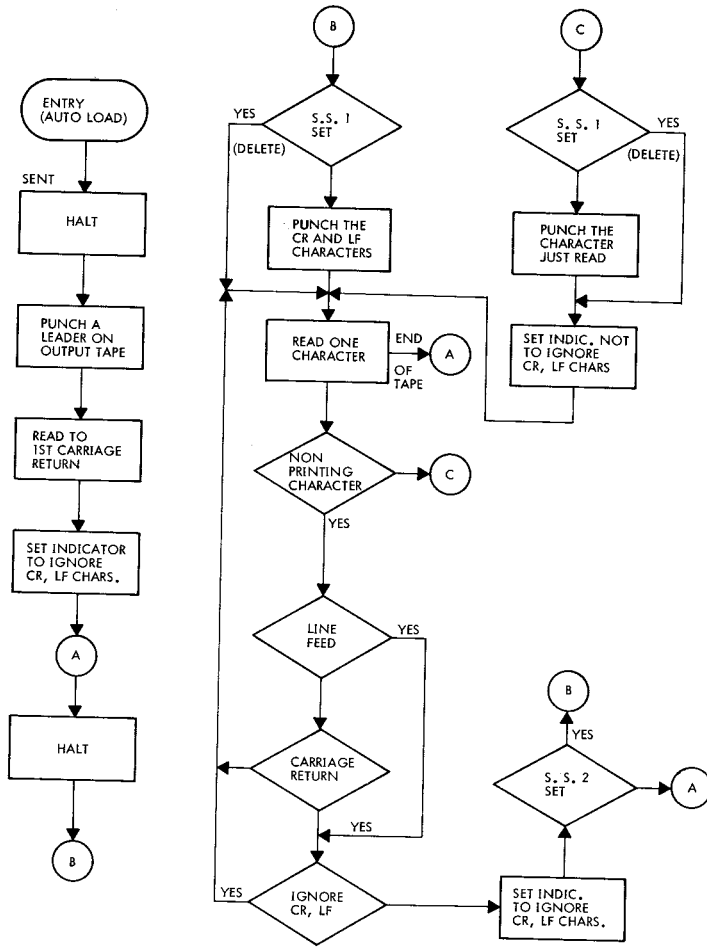 ENTRY
(AUTO LOAD)
SENT
HALT
PUNCH A
LEADER ON
OUTPUT TAPE
READ TO
1ST CARRIAGE
RETURN
SET INDICATOR
TO IGNORE
CR, LF CHARS.
A
HALT
B
B
YES
S.S. 1
SET
(DELETE)
PUNCH THE
CR AND LF
CHARACTERS
READ ONE
CHARACTER
END
OF
TAPE
A
NON
PRINTING
CHARACTER
C
YES
LINE
FEED
YES
CARRIAGE
RETURN
YES
IGNORE
CR, LF
YES
C
S.S. 1
SET
YES
(DELETE)
PUNCH THE
CHARACTER
JUST READ
SET INDIC. NOT
TO IGNORE
CR, LF CHARS
B
YES
S.S. 2
SET
A
SET INDIC.
TO IGNORE
CR, LF CHARS.